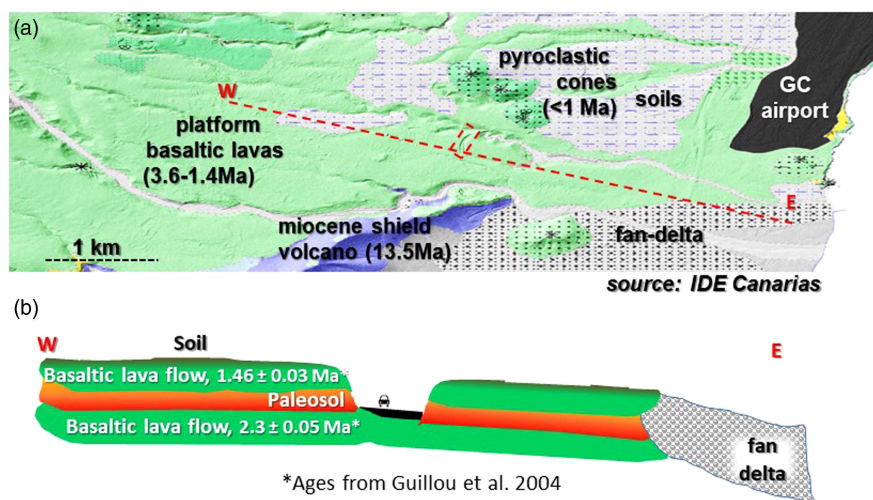 (a)
W
platform
basaltic lavas
(3.6-1.4Ma)
pyroclastic
cones
(<1 Ma)
soils
GC
airport
E
miocene shield
volcano (13.5Ma)
fan-delta
1 km
source: IDE Canarias
(b)
W
Soil
E
Basaltic lava flow, 1.46 ± 0.03 Ma*
Paleosol
Basaltic lava flow, 2.3 ± 0.05 Ma*
fan
delta
*Ages from Guillou et al. 2004